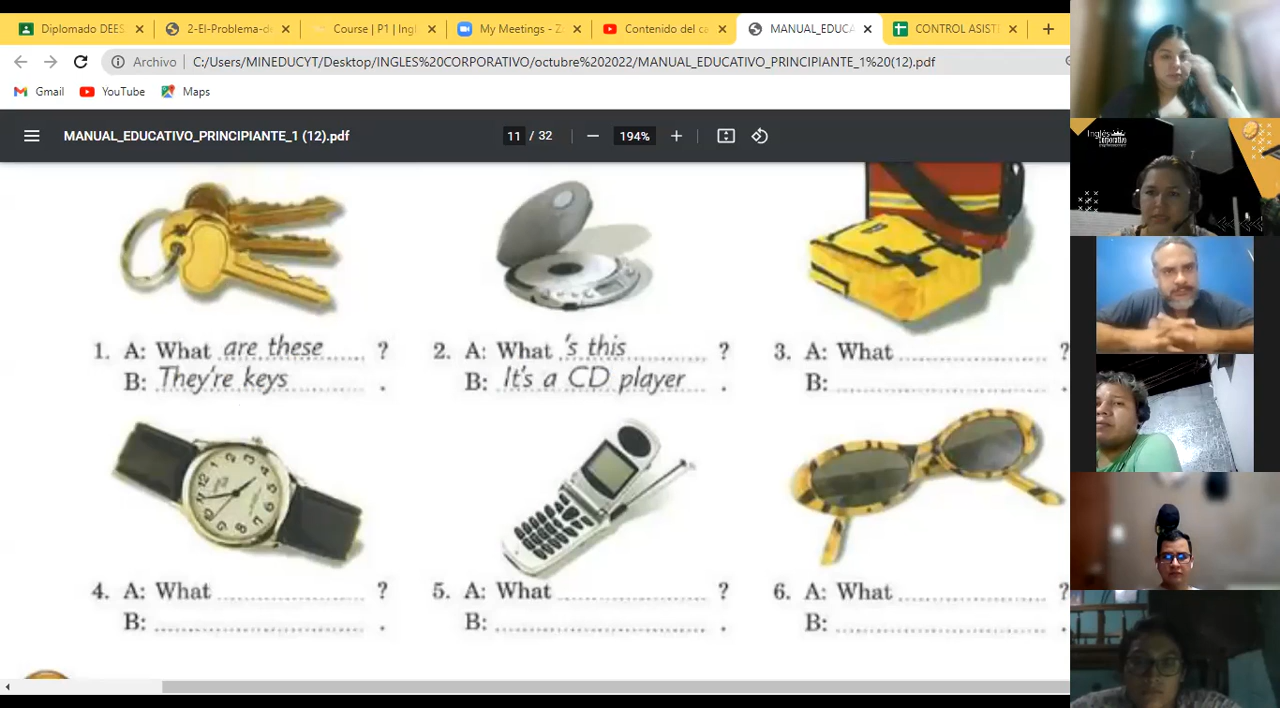 Diplomado DEES
2-El-Problema-de
Course | P1 | Ingl
My Meetings - Z
Contenido del ca
MANUAL_EDUCA
CONTROL ASIST
Archivo | C:/Users/MINEDUCYT/Desktop/INGLES%20CORPORATIVO/octubre%202022/MANUAL_EDUCATIVO_PRINCIPIANTE_1%20(12).pdf
Gmail YouTube Maps
MANUAL_EDUCATIVO_PRINCIPIANTE_1 (12).pdf 11 / 32 194%
1. A: What are these ?
B: They're keys .
2. A: What 's this ?
B: It's a CD player .
3. A: What ?
B:
4. A: What ?
B: .
5. A: What ?
B: .
6. A: What ?
B: .
Inglés
Corporativo